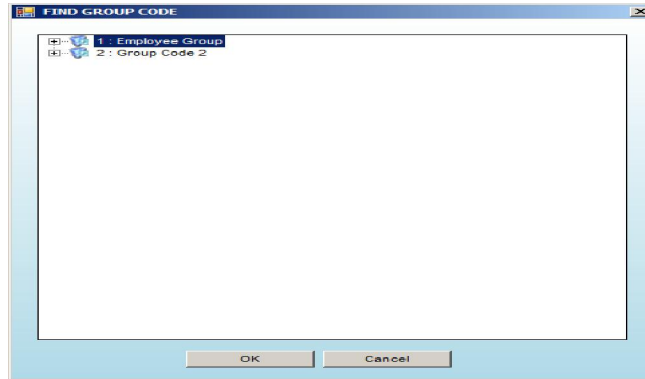 FIND GROUP CODE
1 : Employee Group
2 : Group Code 2
OK Cancel